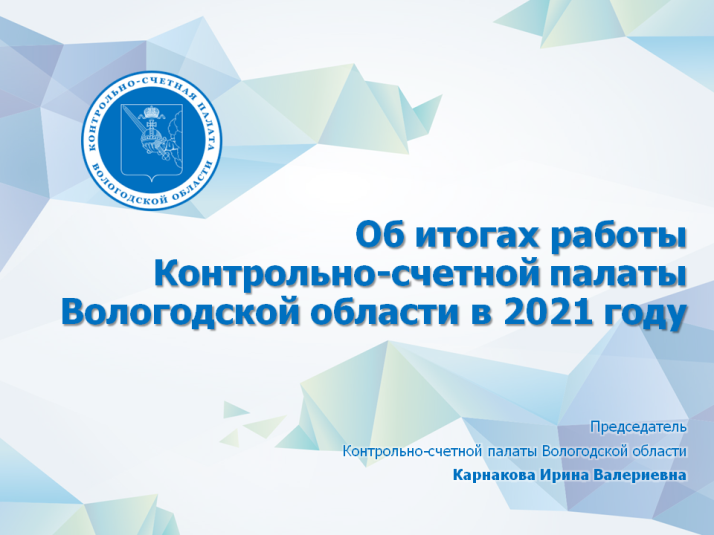 КОНТРОЛЬНО-СЧЕТНАЯ ПАЛАТА
ВОЛОГОДСКОЙ ОБЛАСТИ
Об итогах работы
Контрольно-счетной палаты
Вологодской области в 2021 году
Председатель
Контрольно-счетной палаты Вологодской области
Карнакова Ирина Валериевна